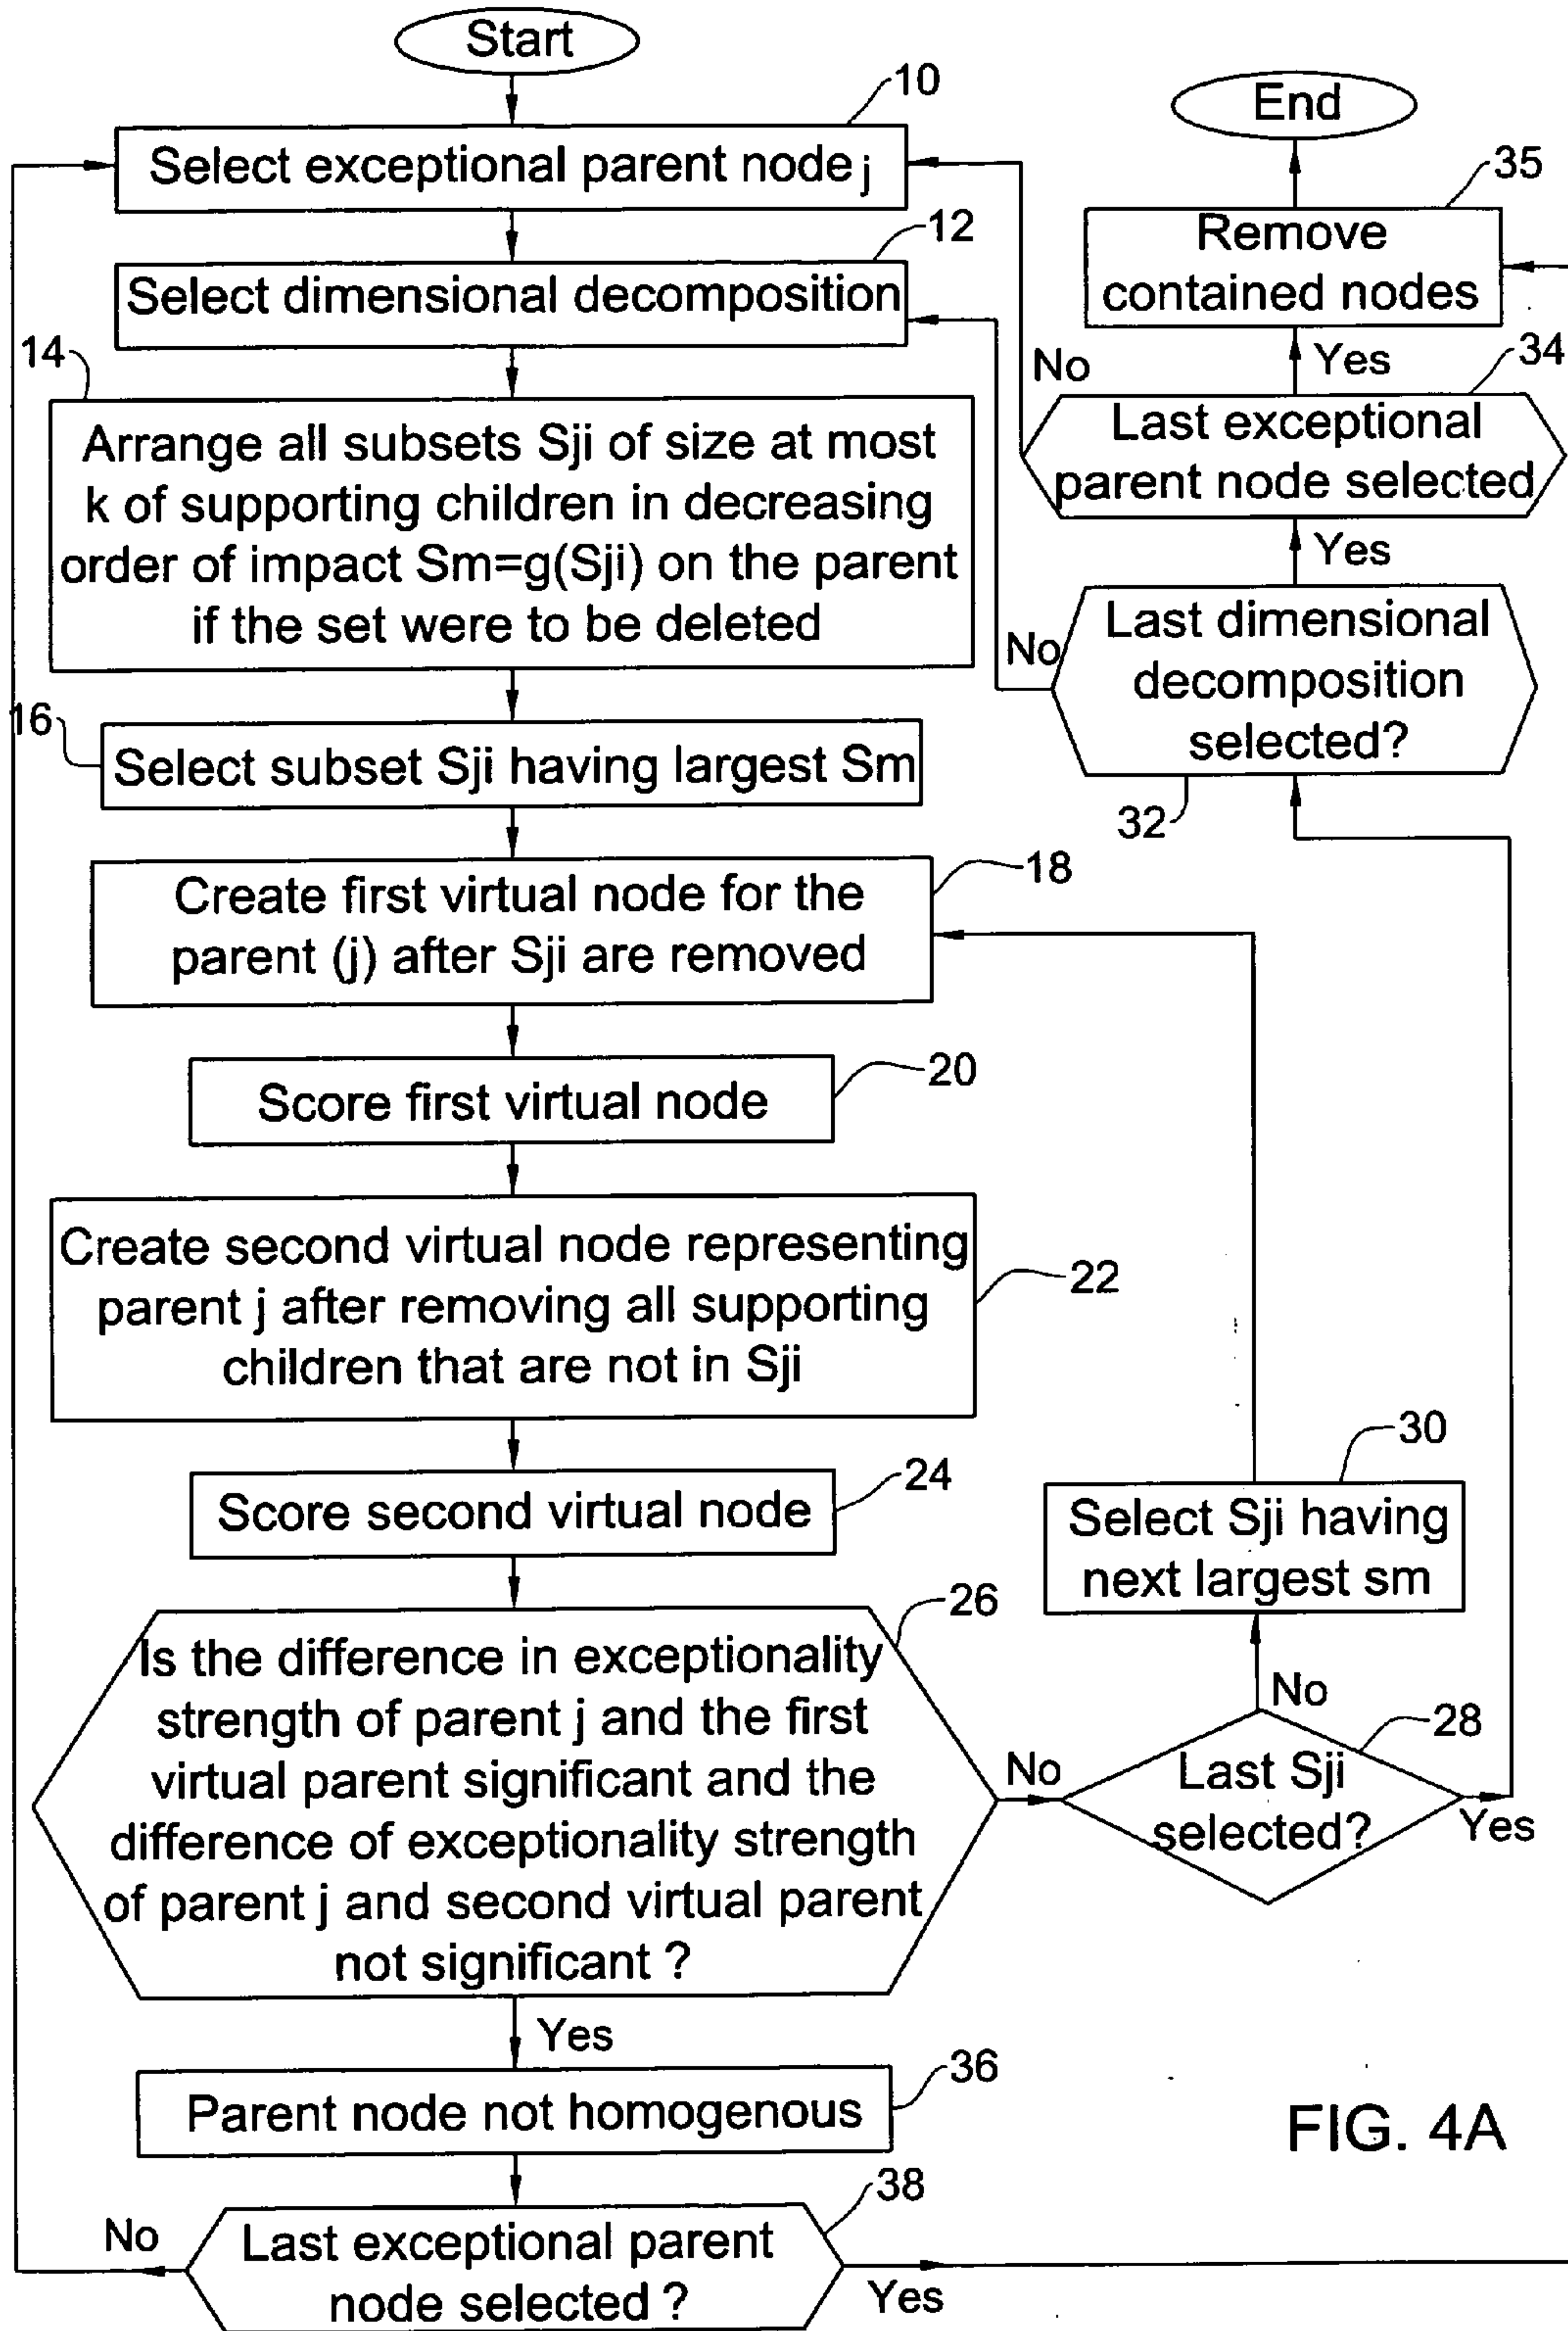 Start
10
Select exceptional parent node j
12
Select dimensional decomposition
14
Arrange all subsets Sji of size at most
k of supporting children in decreasing
order of impact Sm=g(Sji) on the parent
if the set were to be deleted
16
Select subset Sji having largest Sm
18
Create first virtual node for the
parent (j) after Sji are removed
20
Score first virtual node
22
Create second virtual node representing
parent j after removing all supporting
children that are not in Sji
24
Score second virtual node
26
Is the difference in exceptionality
strength of parent j and the first
virtual parent significant and the
difference of exceptionality strength
of parent j and second virtual parent
not significant ?
No
Yes
36
Parent node not homogenous
38
Last exceptional parent
node selected ?
No
Yes
28
Last Sji
selected?
No
Yes
30
Select Sji having
next largest sm
32
Last dimensional
decomposition
selected?
No
Yes
34
Last exceptional
parent node selected
No
Yes
35
Remove
contained nodes
End
FIG. 4A